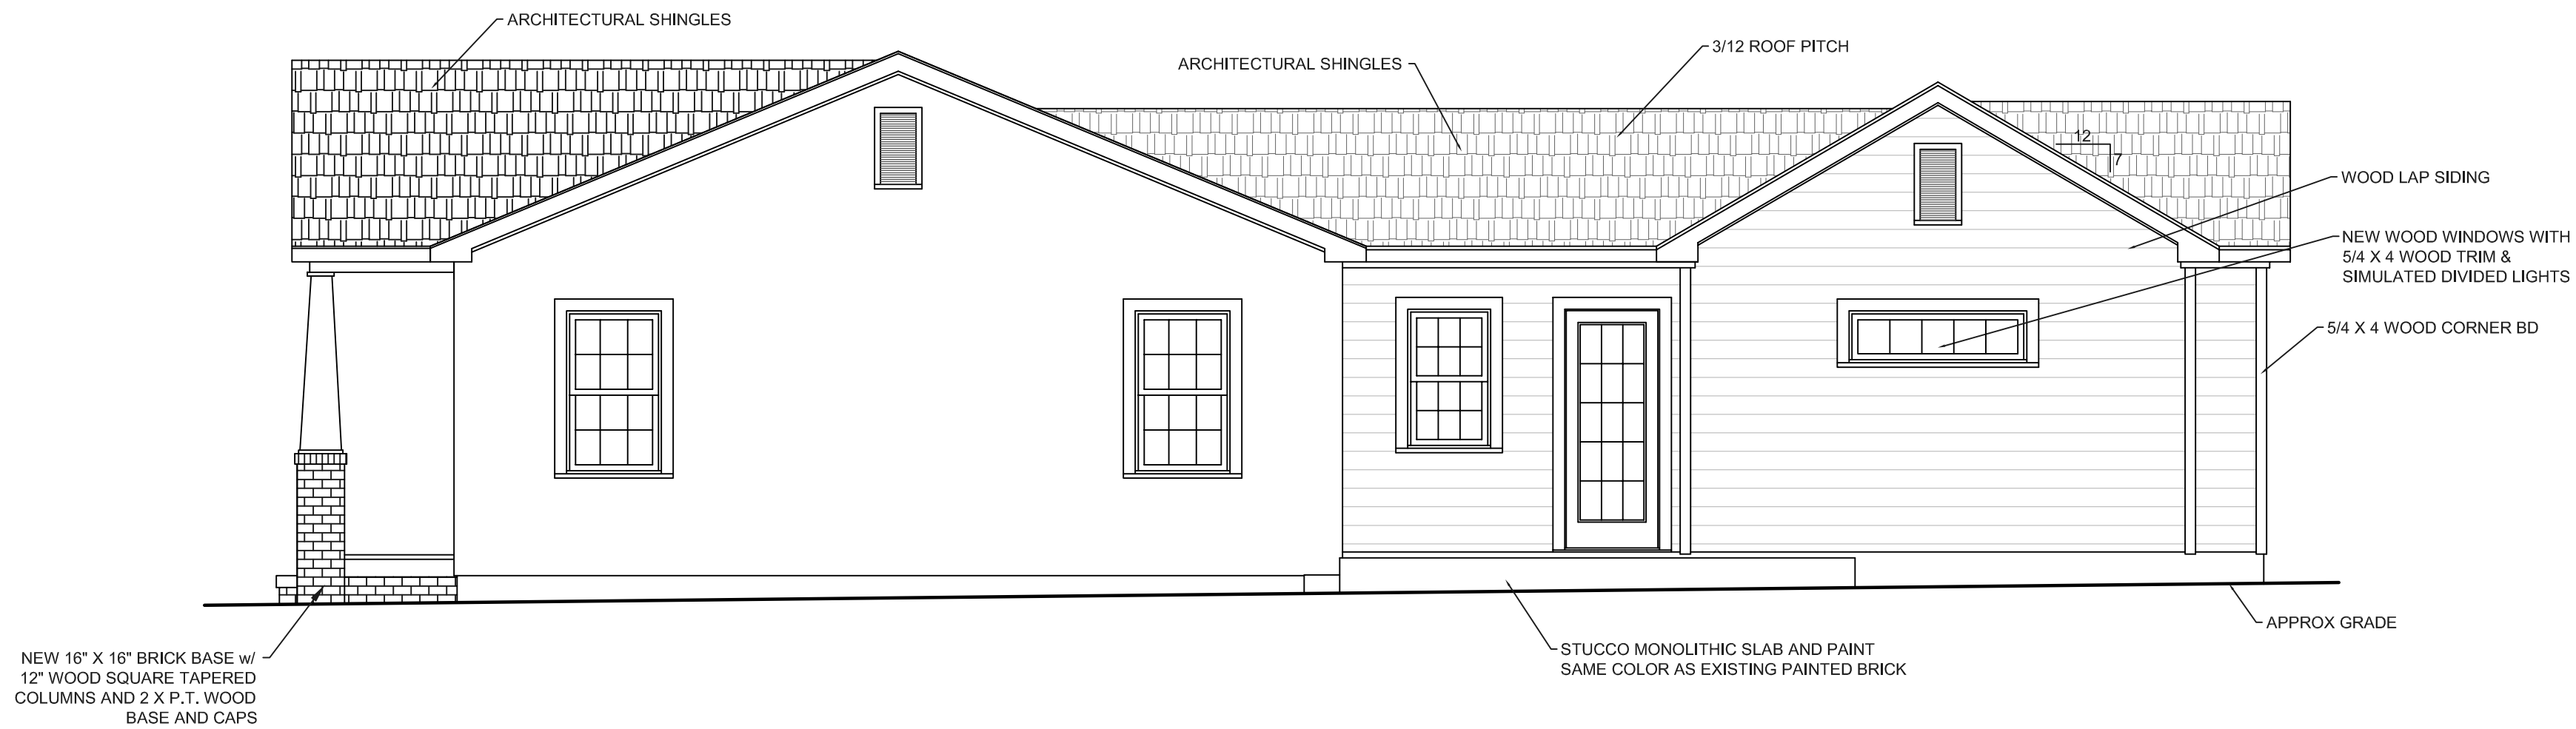 ARCHITECTURAL SHINGLES
3/12 ROOF PITCH
ARCHITECTURAL SHINGLES
12
7
WOOD LAP SIDING
NEW WOOD WINDOWS WITH
5/4 X 4 WOOD TRIM &
SIMULATED DIVIDED LIGHTS
5/4 X 4 WOOD CORNER BD
APPROX GRADE
STUCCO MONOLITHIC SLAB AND PAINT
SAME COLOR AS EXISTING PAINTED BRICK
NEW 16" X 16" BRICK BASE w/
12" WOOD SQUARE TAPERED
COLUMNS AND 2 X P.T. WOOD
BASE AND CAPS